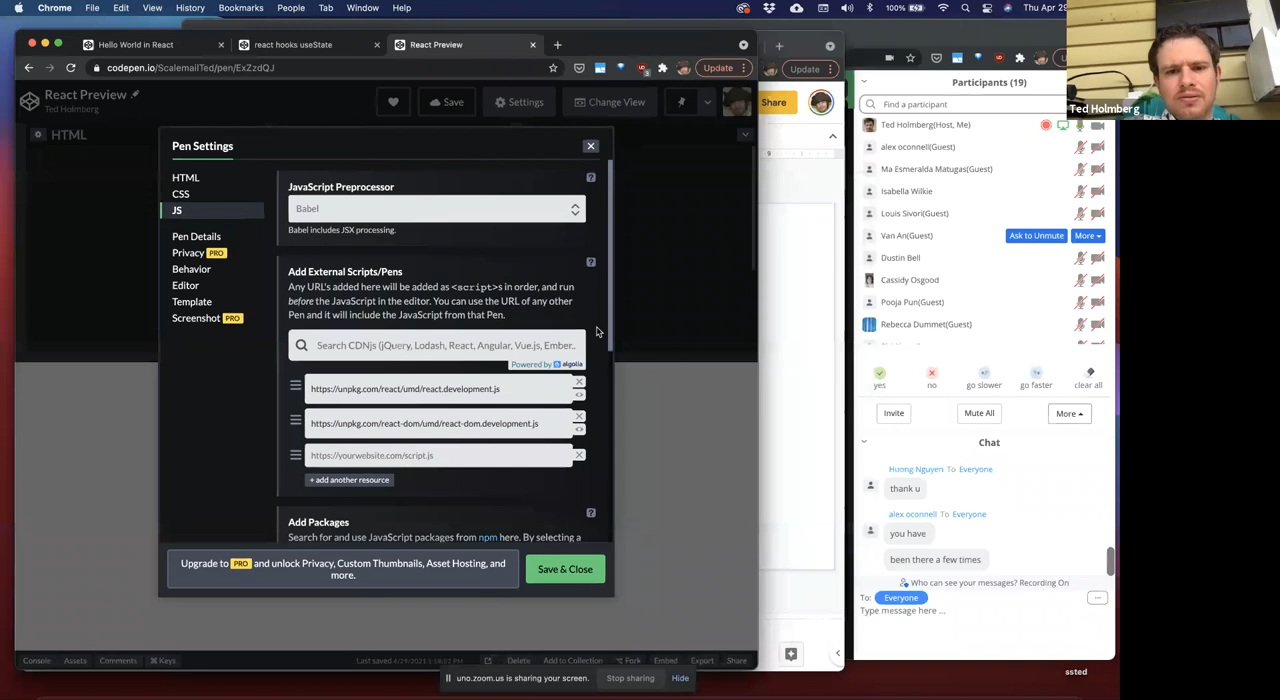 Chrome File Edit View History Bookmarks People Tab Window Help
100% Thu Apr 29
Hello World in React
react hooks useState
React Preview
codepen.io/ScalemailTed/pen/ExZzdQJ
Update
Update
React Preview
Ted Holmberg
Save
Settings
Change View
Share
HTML
Pen Settings
HTML
CSS
JS
Pen Details
Privacy PRO
Behavior
Editor
Template
Screenshot PRO
JavaScript Preprocessor
Babel
Babel includes JSX processing.
Add External Scripts/Pens
Any URL's added here will be added as <script>s in order, and run
before the JavaScript in the editor. You can use the URL of any other
Pen and it will include the JavaScript from that Pen.
Search CDNjs (jQuery, Lodash, React, Angular, Vue.js, Ember..
Powered by algolia
https://unpkg.com/react/umd/react.development.js
https://unpkg.com/react-dom/umd/react-dom.development.js
https://yourwebsite.com/script.js
+ add another resource
Add Packages
Search for and use JavaScript packages from npm here. By selecting a
Upgrade to PRO and unlock Privacy, Custom Thumbnails, Asset Hosting, and
more.
Save & Close
Console Assets Comments ⌘ Keys
Last saved 4/29/2021
Delete Add to Collection Fork Embed Export Share
uno.zoom.us is sharing your screen.
Stop sharing
Hide
Ted Holmberg
Participants (19)
Find a participant
Ted Holmberg(Host, Me)
alex oconell(Guest)
Ma Esmeralda Matugas(Guest)
Isabella Wilkie
Louis Sivori(Guest)
Van An(Guest)
Ask to Unmute
More
Dustin Bell
Cassidy Osgood
Pooja Pun(Guest)
Rebecca Dummet(Guest)
yes no go slower go faster clear all
Invite
Mute All
More
Chat
Huong Nguyen To Everyone
thank u
alex oconnell To Everyone
you have
been there a few times
Who can see your messages? Recording On
To: Everyone
Type message here ...
ssted